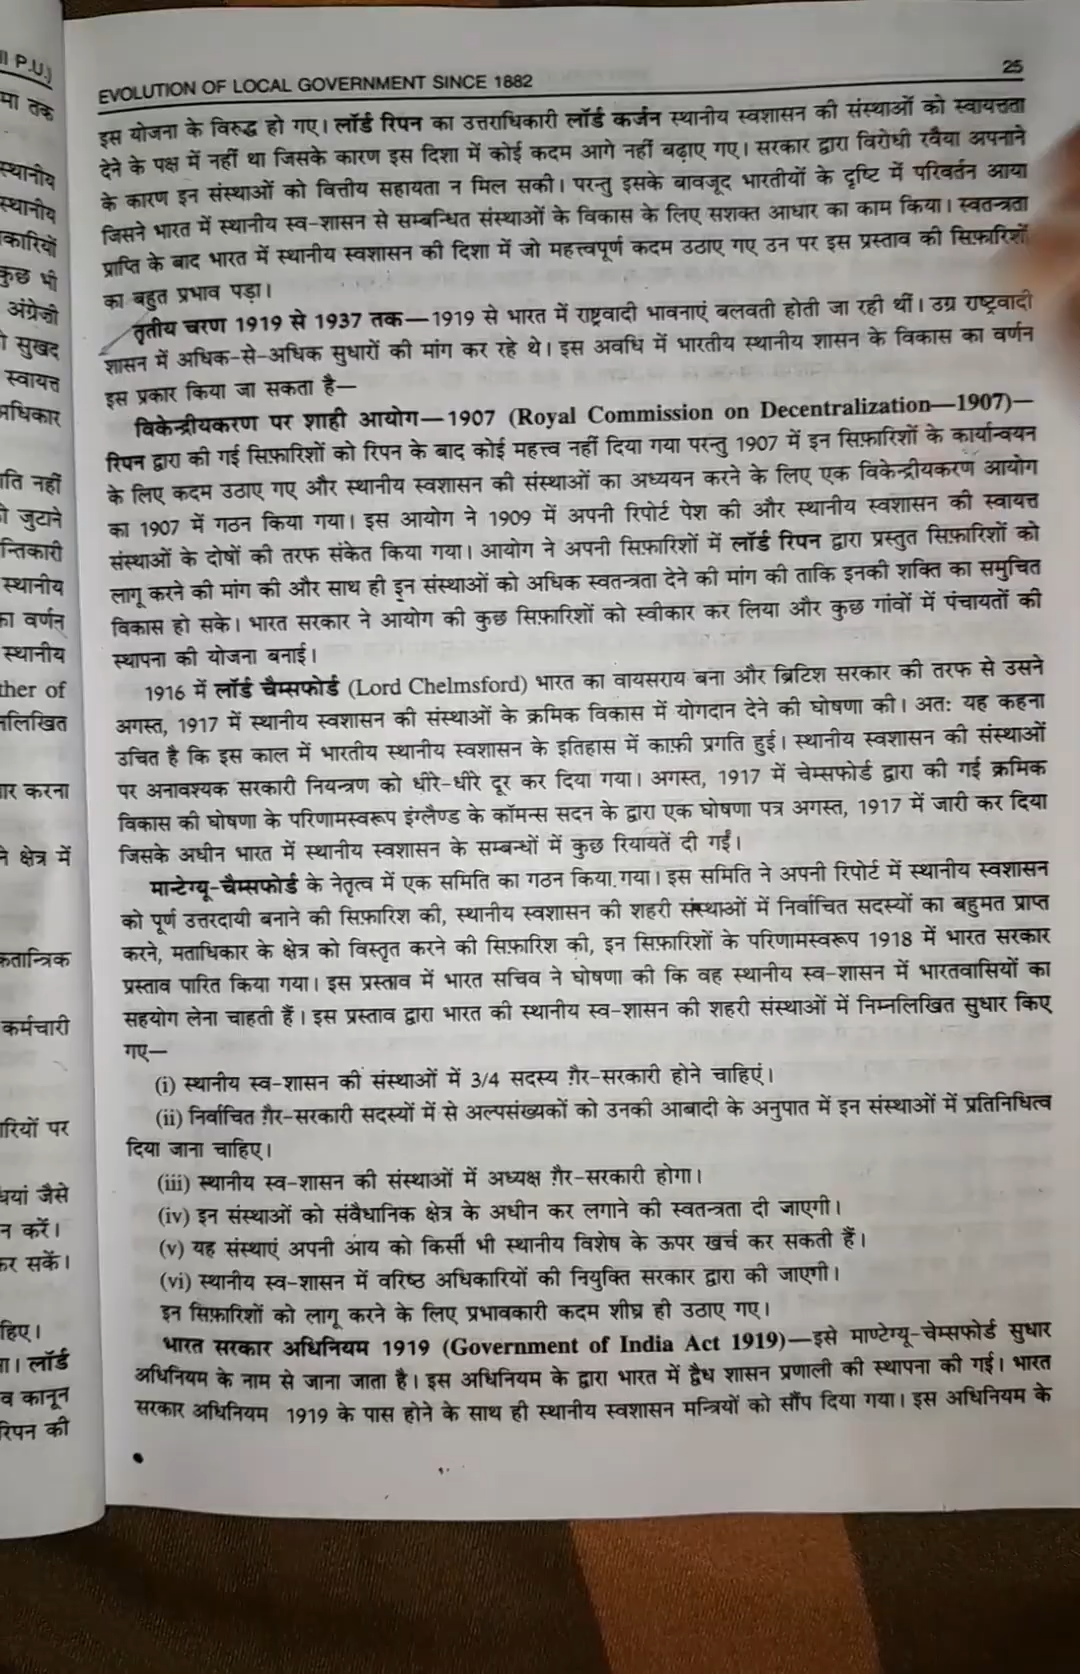 II P.U.)
मा तक
स्थानीय
स्थानीय
कारियों
कुछ भी
अंग्रेज़ी
सुखद
स्वायत्त
अधिकार
नहीं
जुटाने
न्तिकारी
स्थानीय
वर्णन
स्थानीय
ther of
करना
क्षेत्र में
कर्मचारी
रियों पर
जैसे
न करें।
कर सकें।
हिए।
लॉर्ड
व कानून
रिपन की
EVOLUTION OF LOCAL GOVERNMENT SINCE 1882 25
इस योजना के विरुद्ध हो गए। लॉर्ड रिपन का उत्तराधिकारी लॉर्ड कर्जन स्थानीय स्वशासन की संस्थाओं को स्वायत्तता
देने के पक्ष में नहीं था जिसके कारण इस दिशा में कोई कदम आगे नहीं बढ़ाए गए। सरकार द्वारा विरोधी रवैया अपनाने
के कारण इन संस्थाओं को वित्तीय सहायता न मिल सकी। परन्तु इसके बावजूद भारतीयों के दृष्टि में परिवर्तन आया
जिसने भारत में स्थानीय स्व-शासन से सम्बन्धित संस्थाओं के विकास के लिए सशक्त आधार का काम किया। स्वतन्त्रता
प्राप्ति के बाद भारत में स्थानीय स्वशासन की दिशा में जो महत्त्वपूर्ण कदम उठाए गए उन पर इस प्रस्ताव की सिफ़ारिशों
का बहुत प्रभाव पड़ा।
तृतीय चरण 1919 से 1937 तक—1919 से भारत में राष्ट्रवादी भावनाएं बलवती होती जा रही थीं। उग्र राष्ट्रवादी
शासन में अधिक-से-अधिक सुधारों की मांग कर रहे थे। इस अवधि में भारतीय स्थानीय शासन के विकास का वर्णन
इस प्रकार किया जा सकता है—
विकेन्द्रीयकरण पर शाही आयोग—1907 (Royal Commission on Decentralization—1907)—
रिपन द्वारा की गई सिफ़ारिशों को रिपन के बाद कोई महत्त्व नहीं दिया गया परन्तु 1907 में इन सिफ़ारिशों के कार्यान्वयन
के लिए कदम उठाए गए और स्थानीय स्वशासन की संस्थाओं का अध्ययन करने के लिए एक विकेन्द्रीयकरण आयोग
का 1907 में गठन किया गया। इस आयोग ने 1909 में अपनी रिपोर्ट पेश की और स्थानीय स्वशासन की स्वायत्त
संस्थाओं के दोषों की तरफ संकेत किया गया। आयोग ने अपनी सिफ़ारिशों में लॉर्ड रिपन द्वारा प्रस्तुत सिफ़ारिशों को
लागू करने की मांग की और साथ ही इन संस्थाओं को अधिक स्वतन्त्रता देने की मांग की ताकि इनकी शक्ति का समुचित
विकास हो सके। भारत सरकार ने आयोग की कुछ सिफ़ारिशों को स्वीकार कर लिया और कुछ गांवों में पंचायतों की
स्थापना की योजना बनाई।
1916 में लॉर्ड चैम्सफोर्ड (Lord Chelmsford) भारत का वायसराय बना और ब्रिटिश सरकार की तरफ से उसने
अगस्त, 1917 में स्थानीय स्वशासन की संस्थाओं के क्रमिक विकास में योगदान देने की घोषणा की। अत: यह कहना
उचित है कि इस काल में भारतीय स्थानीय स्वशासन के इतिहास में काफ़ी प्रगति हुई। स्थानीय स्वशासन की संस्थाओं
पर अनावश्यक सरकारी नियन्त्रण को धीरे-धीरे दूर कर दिया गया। अगस्त, 1917 में चेम्सफोर्ड द्वारा की गई क्रमिक
विकास की घोषणा के परिणामस्वरूप इंग्लैण्ड के कॉमन्स सदन के द्वारा एक घोषणा पत्र अगस्त, 1917 में जारी कर दिया
जिसके अधीन भारत में स्थानीय स्वशासन के सम्बन्धों में कुछ रियायतें दी गईं।
मान्टेग्यू-चैम्सफोर्ड के नेतृत्व में एक समिति का गठन किया गया। इस समिति ने अपनी रिपोर्ट में स्थानीय स्वशासन
को पूर्ण उत्तरदायी बनाने की सिफ़ारिश की, स्थानीय स्वशासन की शहरी संस्थाओं में निर्वाचित सदस्यों का बहुमत प्राप्त
करने, मताधिकार के क्षेत्र को विस्तृत करने की सिफ़ारिश की, इन सिफ़ारिशों के परिणामस्वरूप 1918 में भारत सरकार
प्रस्ताव पारित किया गया। इस प्रस्ताव में भारत सचिव ने घोषणा की कि वह स्थानीय स्व-शासन में भारतवासियों का
सहयोग लेना चाहती हैं। इस प्रस्ताव द्वारा भारत की स्थानीय स्व-शासन की शहरी संस्थाओं में निम्नलिखित सुधार किए
गए—
(i) स्थानीय स्व-शासन की संस्थाओं में 3/4 सदस्य ग़ैर-सरकारी होने चाहिएं।
(ii) निर्वाचित ग़ैर-सरकारी सदस्यों में से अल्पसंख्यकों को उनकी आबादी के अनुपात में इन संस्थाओं में प्रतिनिधित्व
दिया जाना चाहिए।
(iii) स्थानीय स्व-शासन की संस्थाओं में अध्यक्ष ग़ैर-सरकारी होगा।
(iv) इन संस्थाओं को संवैधानिक क्षेत्र के अधीन कर लगाने की स्वतन्त्रता दी जाएगी।
(v) यह संस्थाएं अपनी आय को किसी भी स्थानीय विशेष के ऊपर खर्च कर सकती हैं।
(vi) स्थानीय स्व-शासन में वरिष्ठ अधिकारियों की नियुक्ति सरकार द्वारा की जाएगी।
इन सिफ़ारिशों को लागू करने के लिए प्रभावकारी कदम शीघ्र ही उठाए गए।
भारत सरकार अधिनियम 1919 (Government of India Act 1919)—इसे माण्टेग्यू-चेम्सफोर्ड सुधार
अधिनियम के नाम से जाना जाता है। इस अधिनियम के द्वारा भारत में द्वैध शासन प्रणाली की स्थापना की गई। भारत
सरकार अधिनियम 1919 के पास होने के साथ ही स्थानीय स्वशासन मन्त्रियों को सौंप दिया गया। इस अधिनियम के